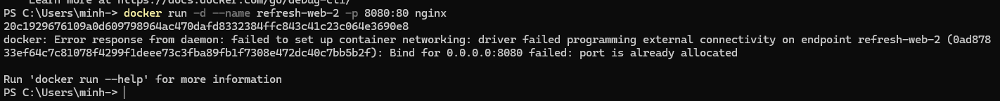 Learn more at https://docs.docker.com/go/debug-cli/
PS C:\Users\minh-> docker run -d --name refresh-web-2 -p 8080:80 nginx
20c1929676109a0d609798964ac470dafd8332384ffc843c41c23c064e3690e8
docker: Error response from daemon: failed to set up container networking: driver failed programming external connectivity on endpoint refresh-web-2 (0ad878
33ef64c7c81078f4299f1deee73c3fba89fb1f7308e472dc40c7bb5b2f): Bind for 0.0.0.0:8080 failed: port is already allocated
Run 'docker run --help' for more information
PS C:\Users\minh->